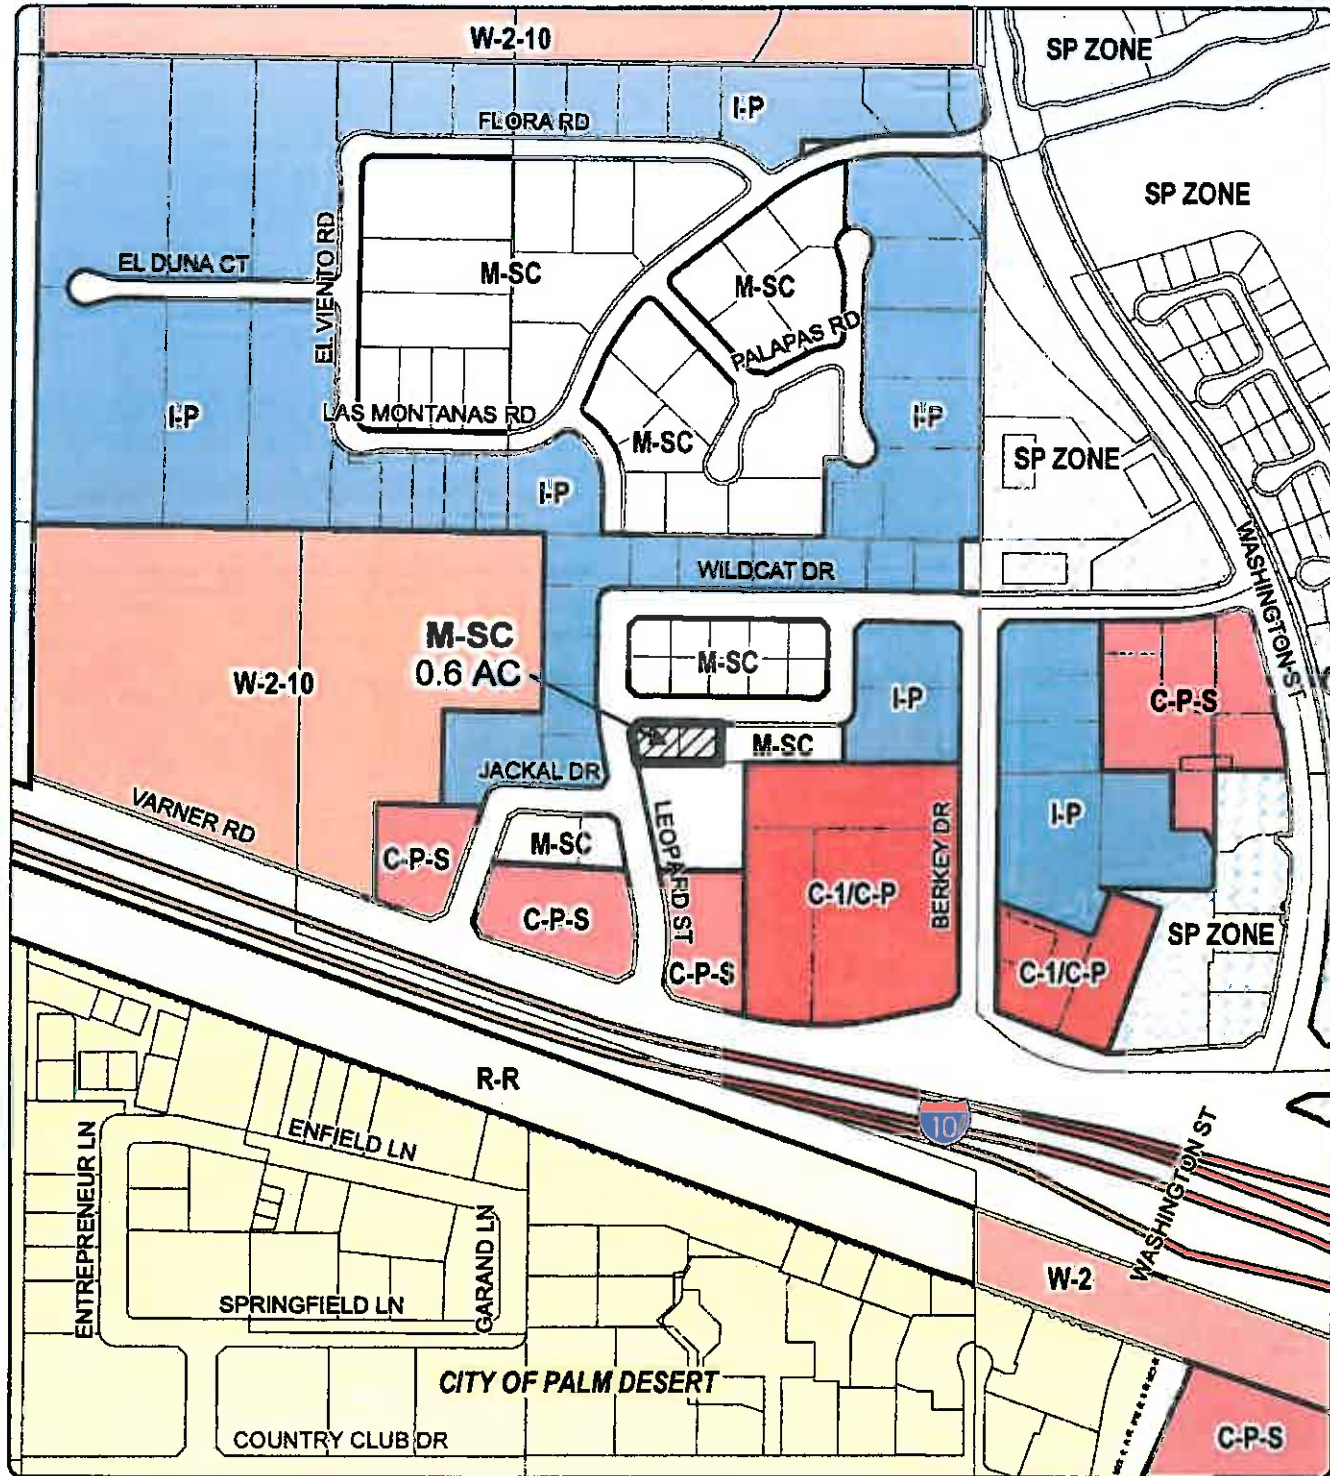 W-2-10
SP ZONE
I-P
FLORA RD
SP ZONE
EL VIENTO RD
EL DUNA CT
M-SC
M-SC
PALAPAS RD
I-P
LAS MONTANAS RD
I-P
M-SC
SP ZONE
I-P
WASHINGTON ST
WILDCAT DR
M-SC
0.6 AC
M-SC
W-2-10
I-P
C-P-S
M-SC
JACKAL DR
VARNER RD
LEOPARD ST
BERKEY DR
I-P
M-SC
C-P-S
C-1/C-P
C-P-S
SP ZONE
C-P-S
C-1/C-P
R-R
10
ENTREPRENEUR LN
ENFIELD LN
WASHINGTON ST
GARAND LN
W-2
SPRINGFIELD LN
CITY OF PALM DESERT
COUNTRY CLUB DR
C-P-S